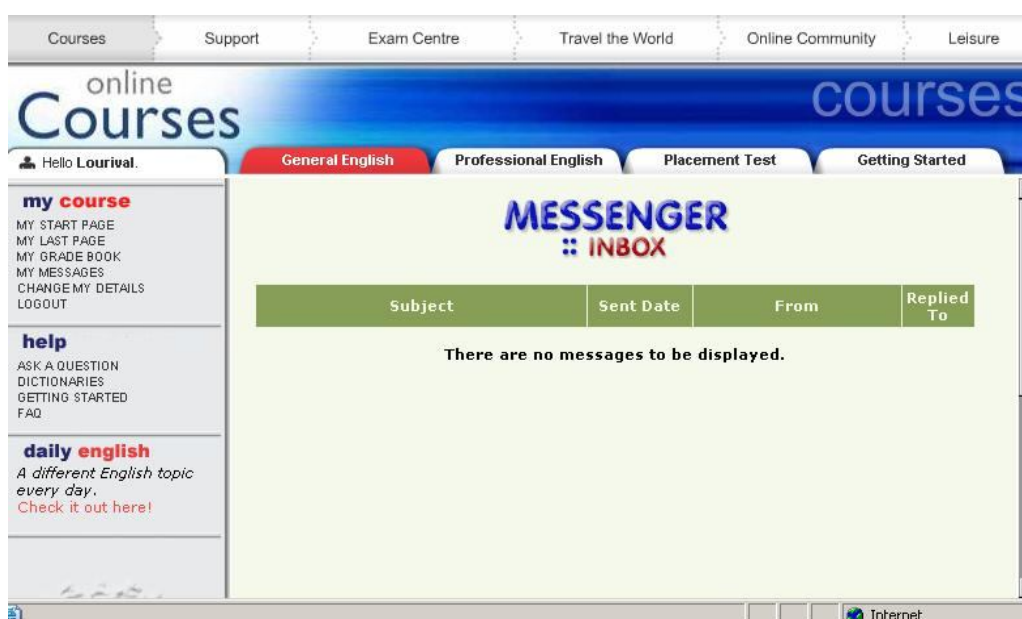 Courses Support Exam Centre Travel the World Online Community Leisure
online
Courses
courses
Hello Lourival.
General English Professional English Placement Test Getting Started
my course
MY START PAGE
MY LAST PAGE
MY GRADE BOOK
MY MESSAGES
CHANGE MY DETAILS
LOGOUT
help
ASK A QUESTION
DICTIONARIES
GETTING STARTED
FAQ
daily english
A different English topic
every day.
Check it out here!
MESSENGER
:: INBOX
Subject Sent Date From Replied To
There are no messages to be displayed.
Internet